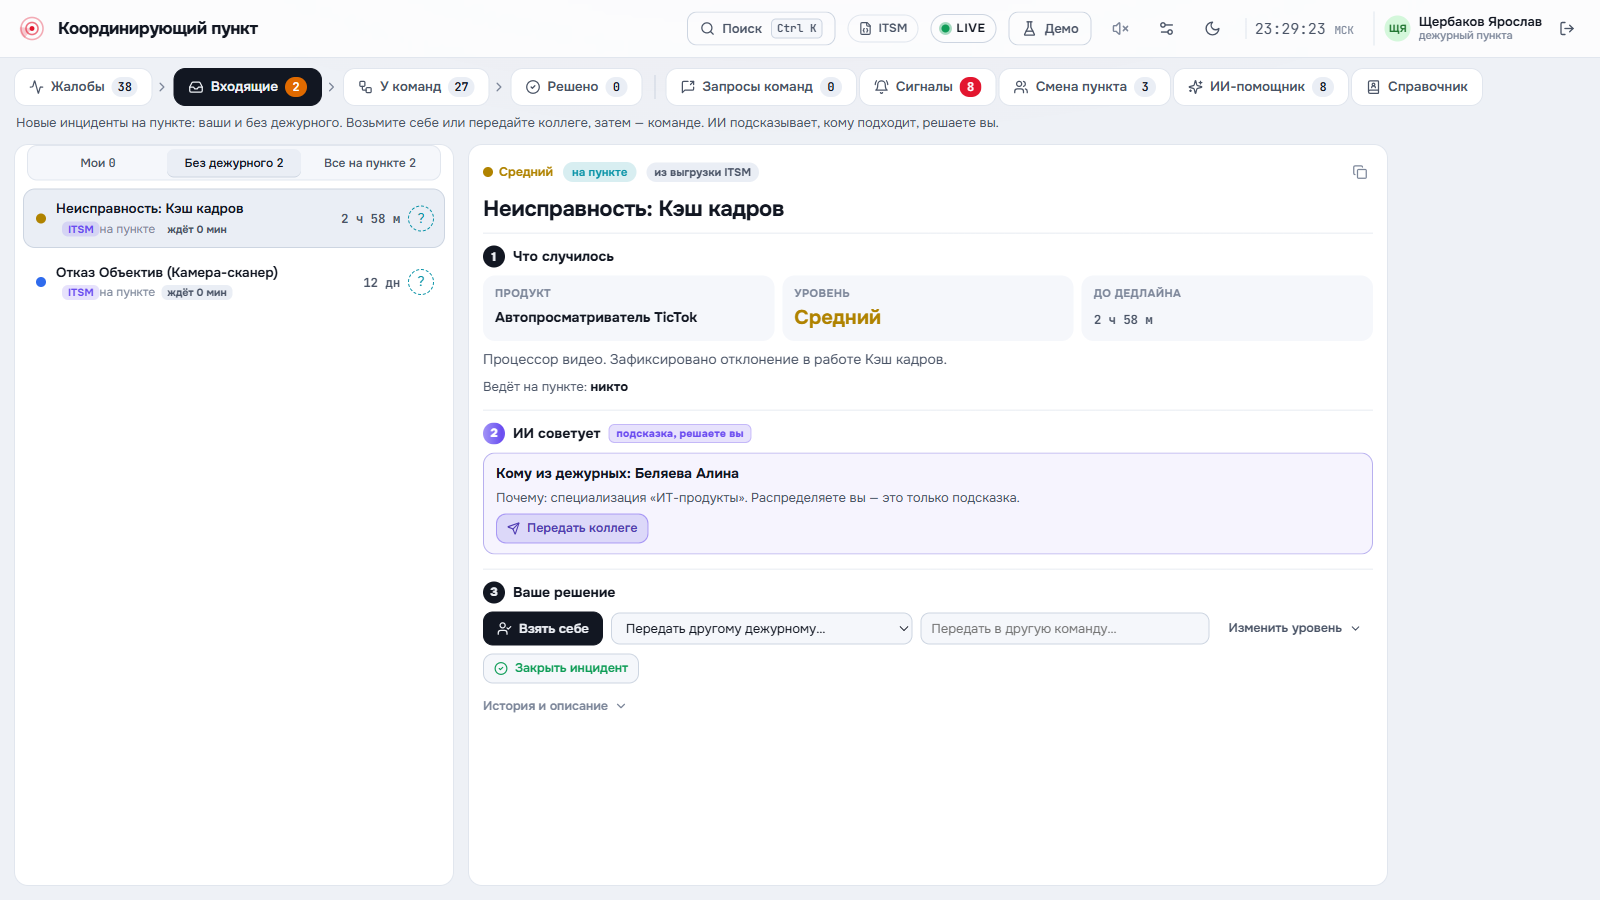 Координирующий пункт
Поиск Ctrl K
ITSM
LIVE
Демо
23:29:23 МСК
ЩЯ
Щербаков Ярослав
дежурный пункта
Жалобы 38
Входящие 2
У команд 27
Решено 0
Запросы команд 0
Сигналы 8
Смена пункта 3
ИИ-помощник 8
Справочник
Новые инциденты на пункте: ваши и без дежурного. Возьмите себе или передайте коллеге, затем — команде. ИИ подсказывает, кому подходит, решаете вы.
Мои 0
Без дежурного 2
Все на пункте 2
Неисправность: Кэш кадров
ITSM на пункте ждёт 0 мин
2 ч 58 м
?
Отказ Объектив (Камера-сканер)
ITSM на пункте ждёт 0 мин
12 дн
?
Средний
на пункте
из выгрузки ITSM
Неисправность: Кэш кадров
1 Что случилось
ПРОДУКТ
Автопросматриватель TicTok
УРОВЕНЬ
Средний
ДО ДЕДЛАЙНА
2 ч 58 м
Процессор видео. Зафиксировано отклонение в работе Кэш кадров.
Ведёт на пункте: никто
2 ИИ советует подсказка, решаете вы
Кому из дежурных: Беляева Алина
Почему: специализация «ИТ-продукты». Распределяете вы — это только подсказка.
Передать коллеге
3 Ваше решение
Взять себе
Передать другому дежурному...
Передать в другую команду...
Изменить уровень
Закрыть инцидент
История и описание